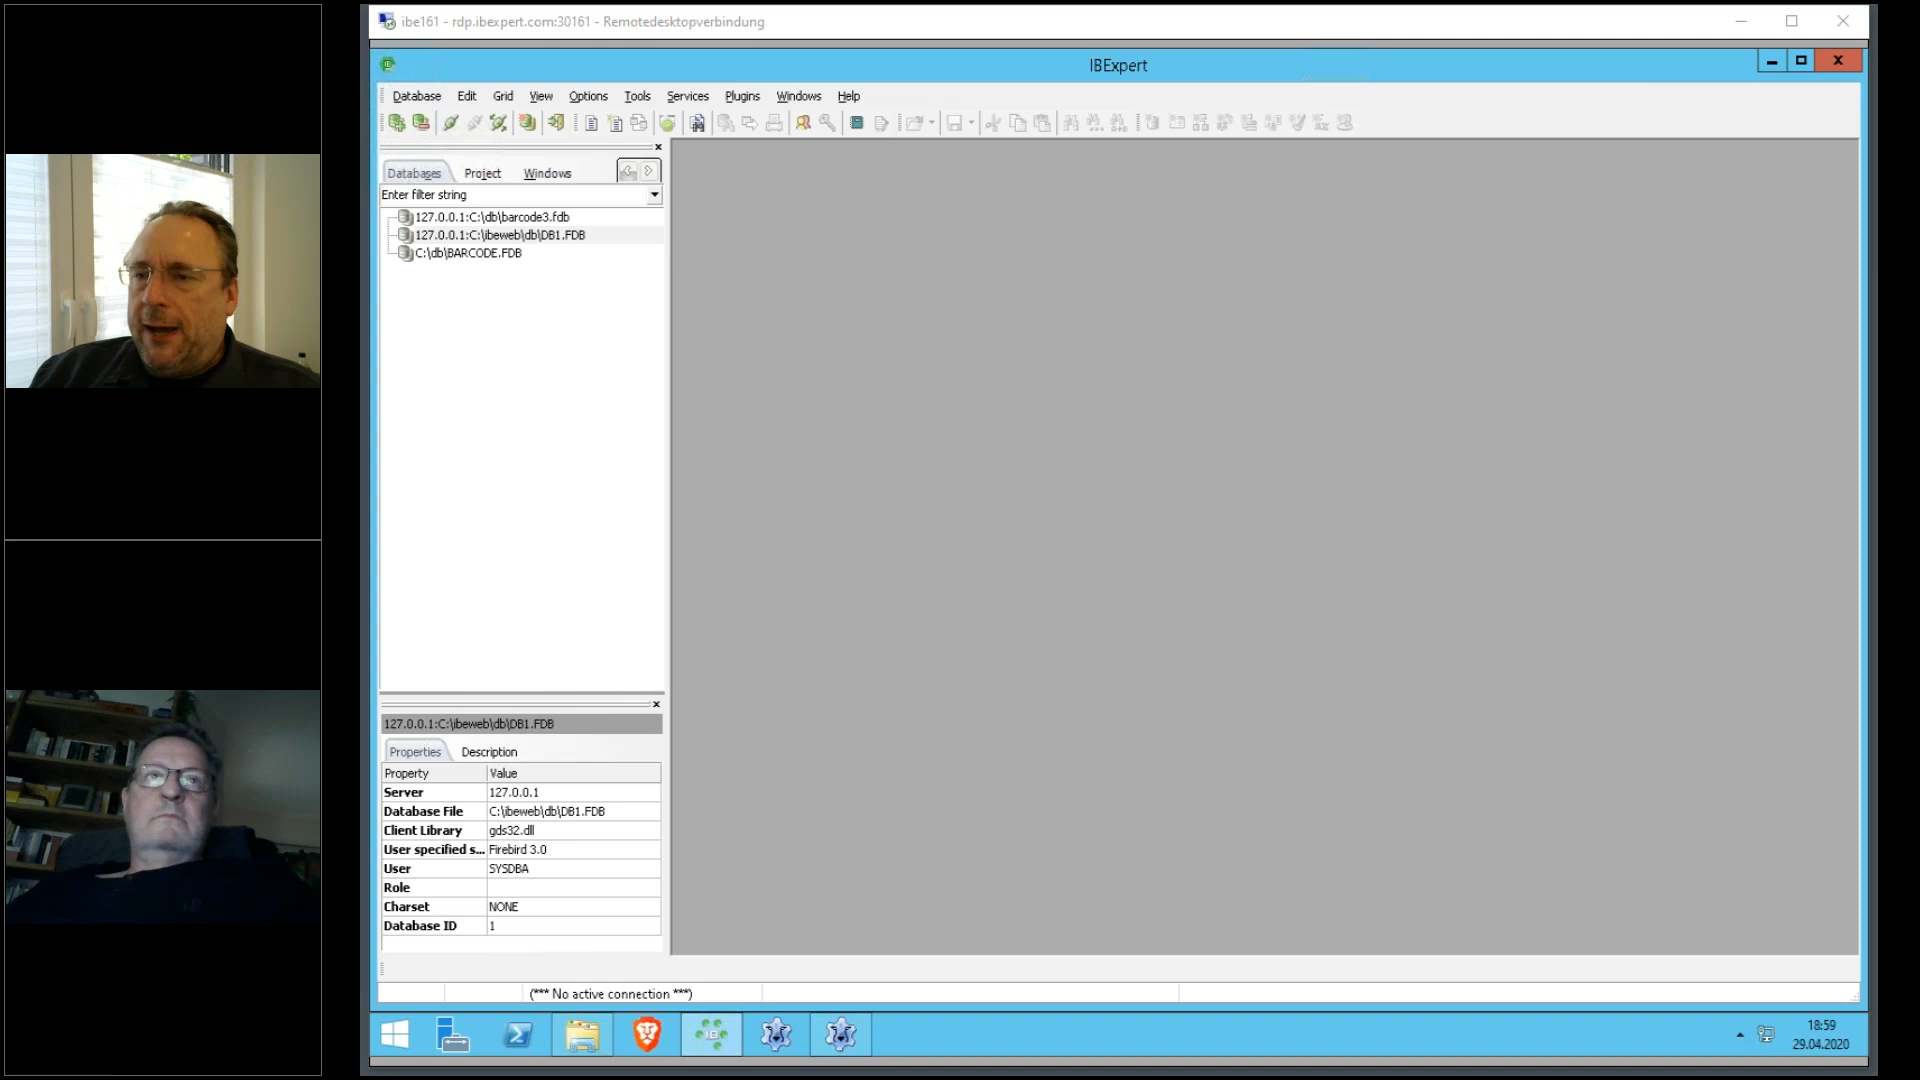 ibe161 - rdp.ibexpert.com:30161 - Remotedesktopverbindung
IBExpert
Database Edit Grid View Options Tools Services Plugins Windows Help
Databases Project Windows
Enter filter string
127.0.0.1:C:\db\barcode3.fdb
127.0.0.1:C:\ibeweb\db\DB1.FDB
C:\db\BARCODE.FDB
127.0.0.1:C:\ibeweb\db\DB1.FDB
Properties Description
Property Value
Server 127.0.0.1
Database File C:\ibeweb\db\DB1.FDB
Client Library gds32.dll
User specified s... Firebird 3.0
User SYSDBA
Role
Charset NONE
Database ID 1
(*** No active connection ***)
18:59
29.04.2020